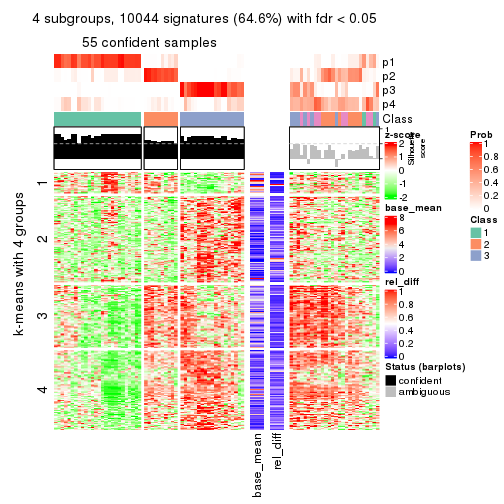 4 subgroups, 10044 signatures (64.6%) with fdr < 0.05
55 confident samples
p1
p2
p3
p4
Class
1
Silhouette
score
k-means with 4 groups
1
2
3
4
base_mean
rel_diff
z-score
2
1
0
-1
-2
base_mean
8
6
4
2
0
rel_diff
1
0.8
0.6
0.4
0.2
0
Status (barplots)
confident
ambiguous
Prob
1
0.8
0.6
0.4
0.2
0
Class
1
2
3